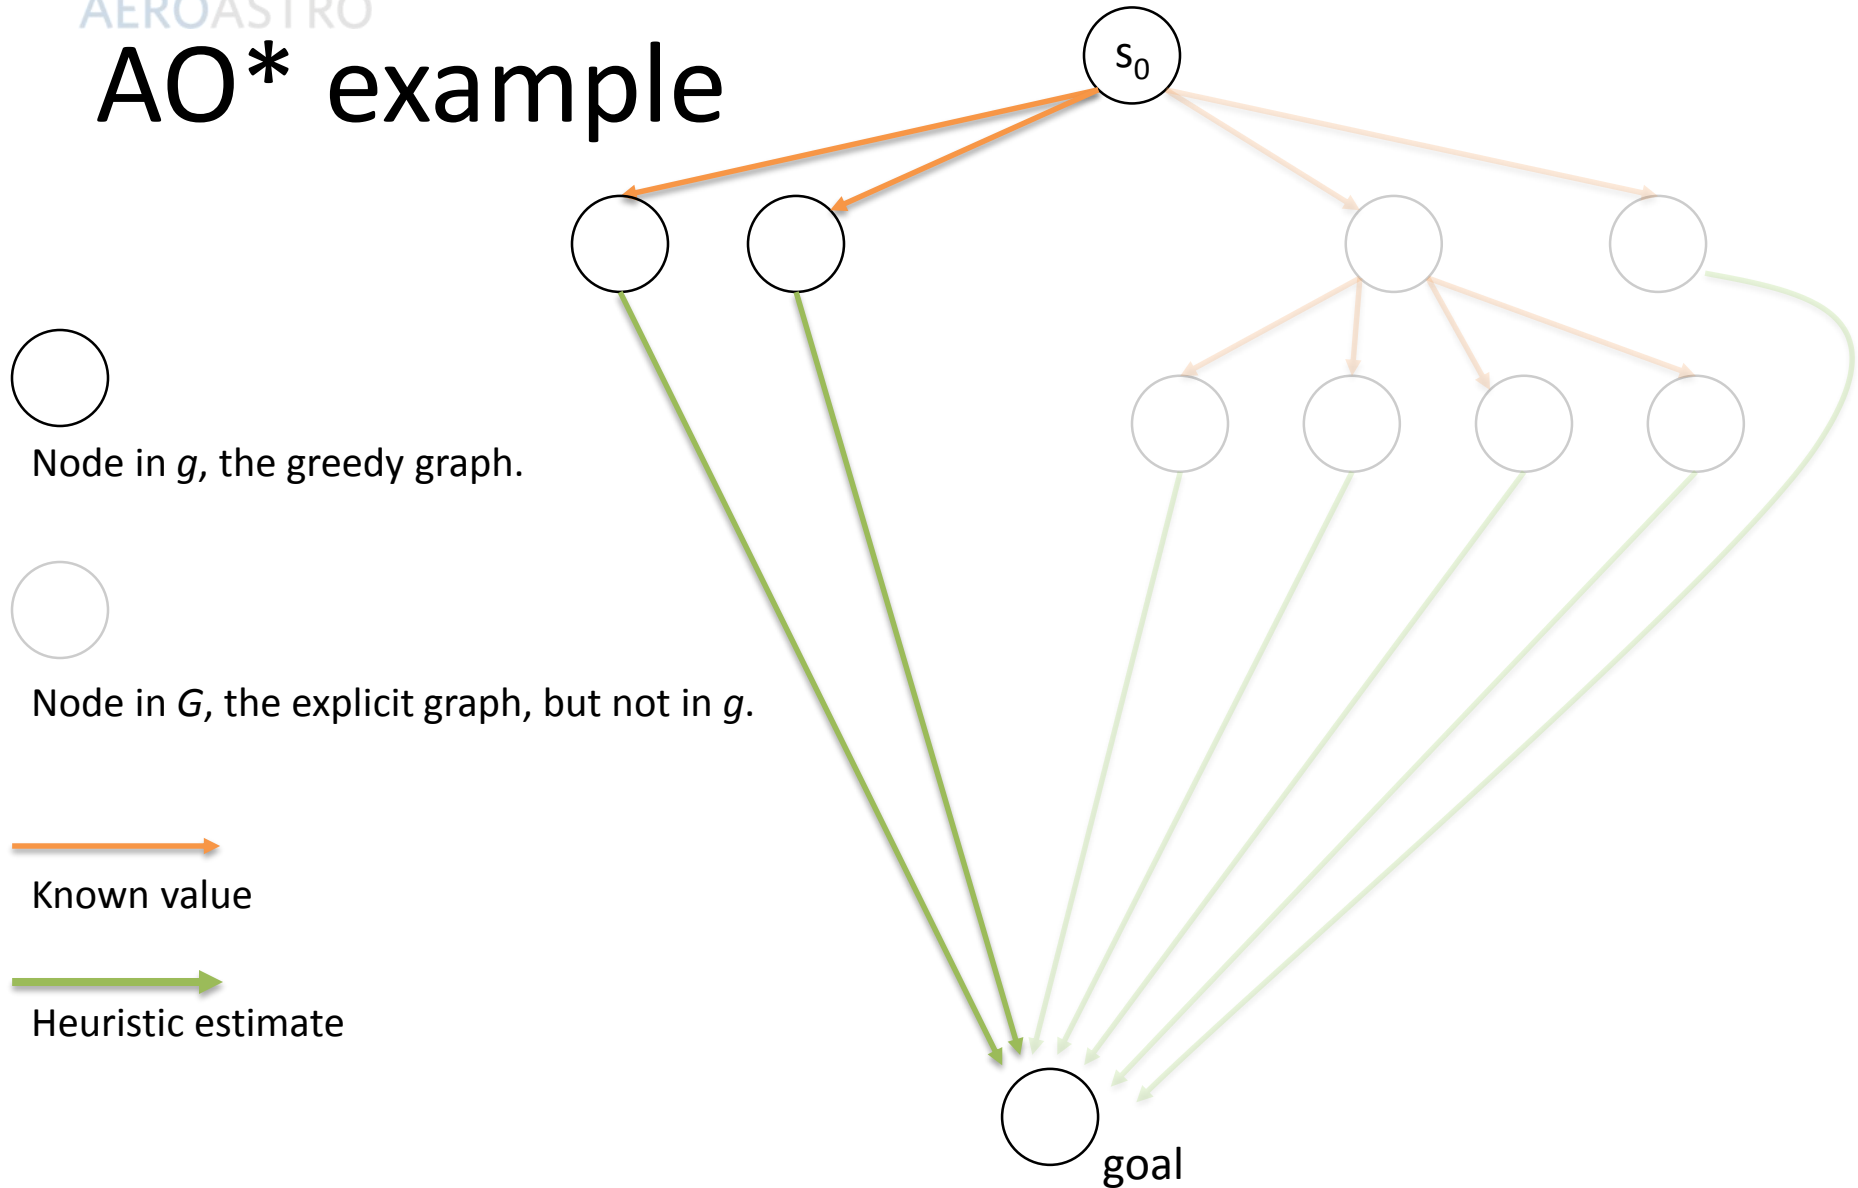 AEROASTRO
AO* example
s₀
Node in g, the greedy graph.
Node in G, the explicit graph, but not in g.
Known value
Heuristic estimate
goal